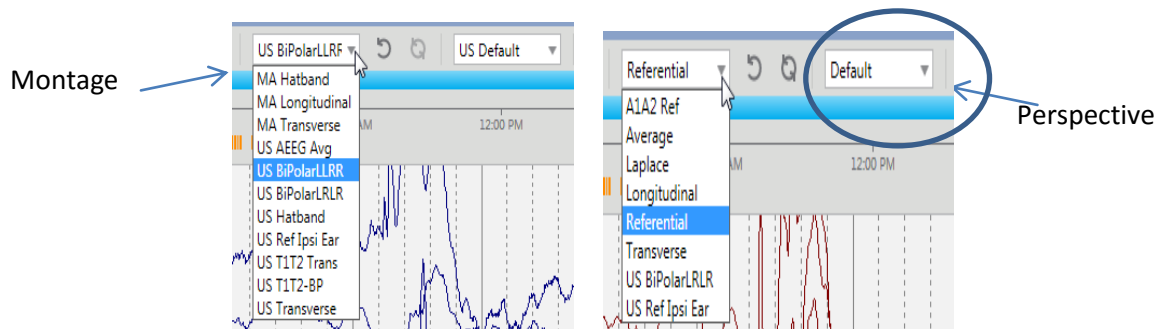 Montage
US BiPolarLLRR
US Default
MA Hatband
MA Longitudinal
MA Transverse
US AEEG Avg
US BiPolarLLRR
US BiPolarLRLR
US Hatband
US Ref Ipsi Ear
US T1T2 Trans
US T1T2-BP
US Transverse
AM
12:00 PM
Referential
Default
A1A2 Ref
Average
Laplace
Longitudinal
Referential
Transverse
US BiPolarLRLR
US Ref Ipsi Ear
AM
12:00 PM
Perspective